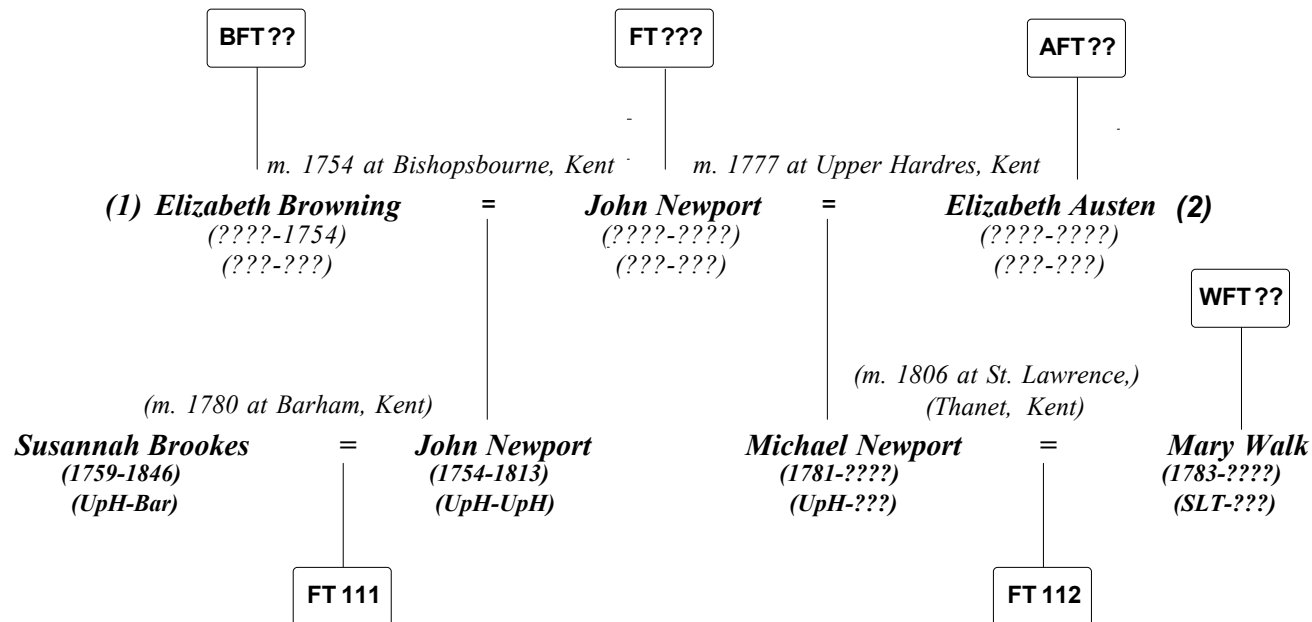 BFT ??
FT ???
AFT ??
m. 1754 at Bishopsbourne, Kent
m. 1777 at Upper Hardres, Kent
(1) Elizabeth Browning = John Newport = Elizabeth Austen (2)
(????-1754) (????-????) (????-????)
(???-???) (???-???) (???-???)
WFT ??
(m. 1806 at St. Lawrence,)
(m. 1780 at Barham, Kent) (Thanet, Kent)
Susannah Brookes = John Newport Michael Newport = Mary Walk
(1759-1846) (1754-1813) (1781-????) (1783-????)
(UpH-Bar) (UpH-UpH) (UpH-???) (SLT-???)
FT 111
FT 112